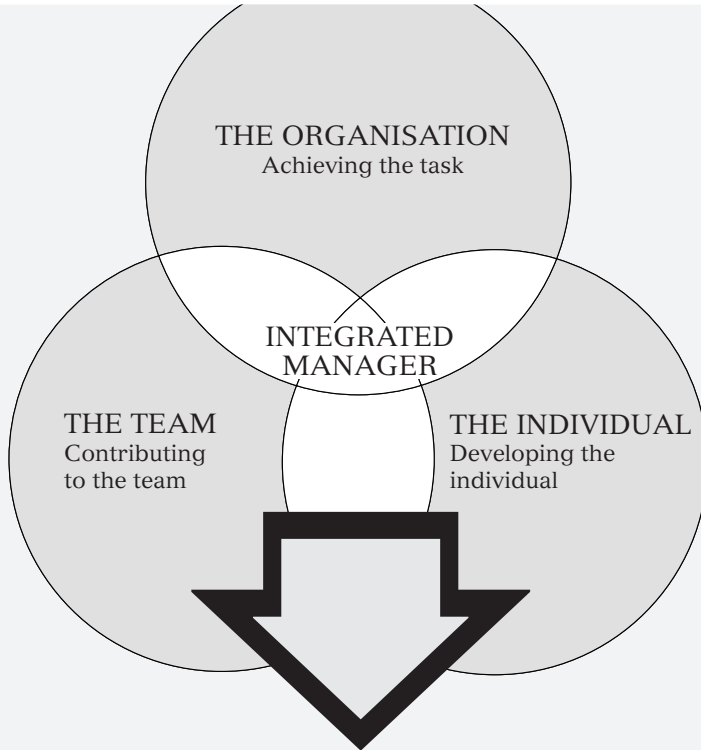 THE ORGANISATION
Achieving the task
INTEGRATED
MANAGER
THE TEAM
Contributing
to the team
THE INDIVIDUAL
Developing the
individual